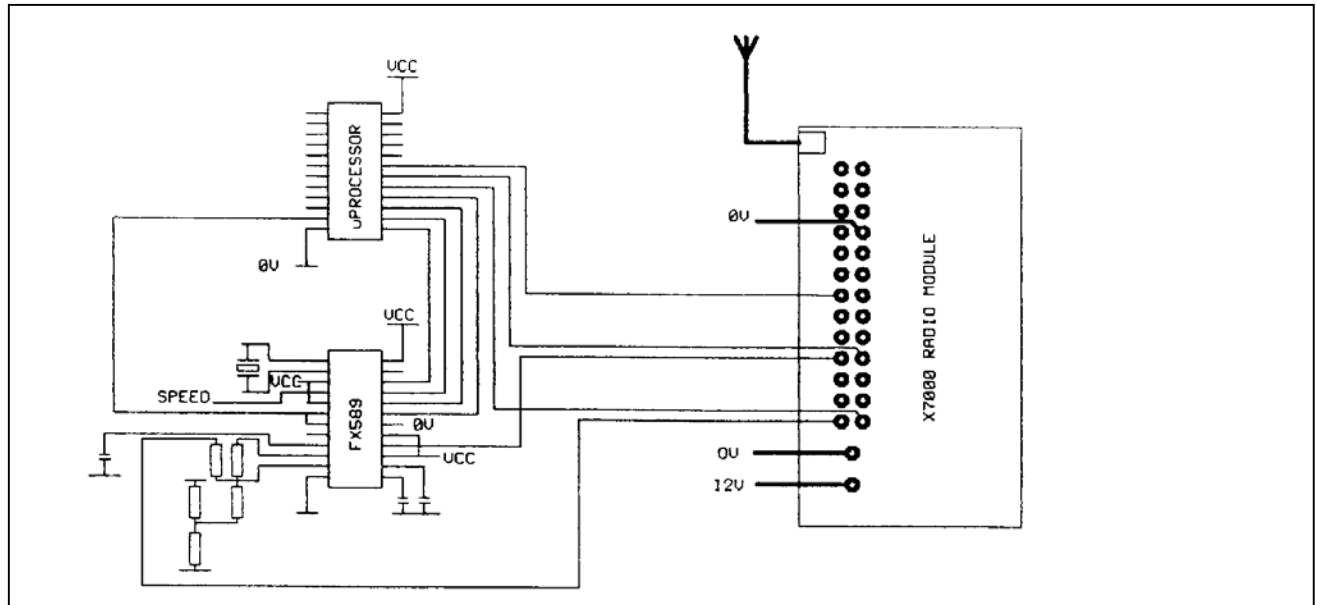 VCC
uPROCESSOR
0V
0V
X7000 RADIO MODULE
VCC
VCC
SPEED
FX589
0V
VCC
0V
12V